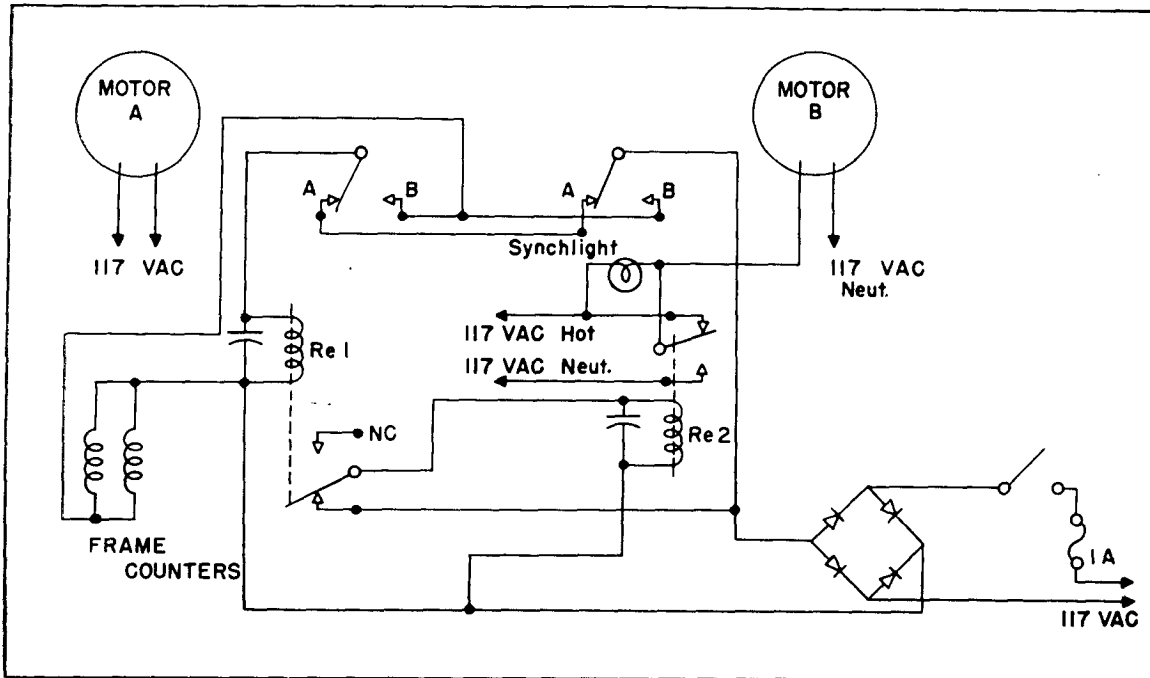 MOTOR
A
MOTOR
B
A
B
A
B
Synchlight
117 VAC
117 VAC
Neut.
117 VAC Hot
117 VAC Neut.
Re 1
Re 2
NC
FRAME
COUNTERS
1 A
117 VAC